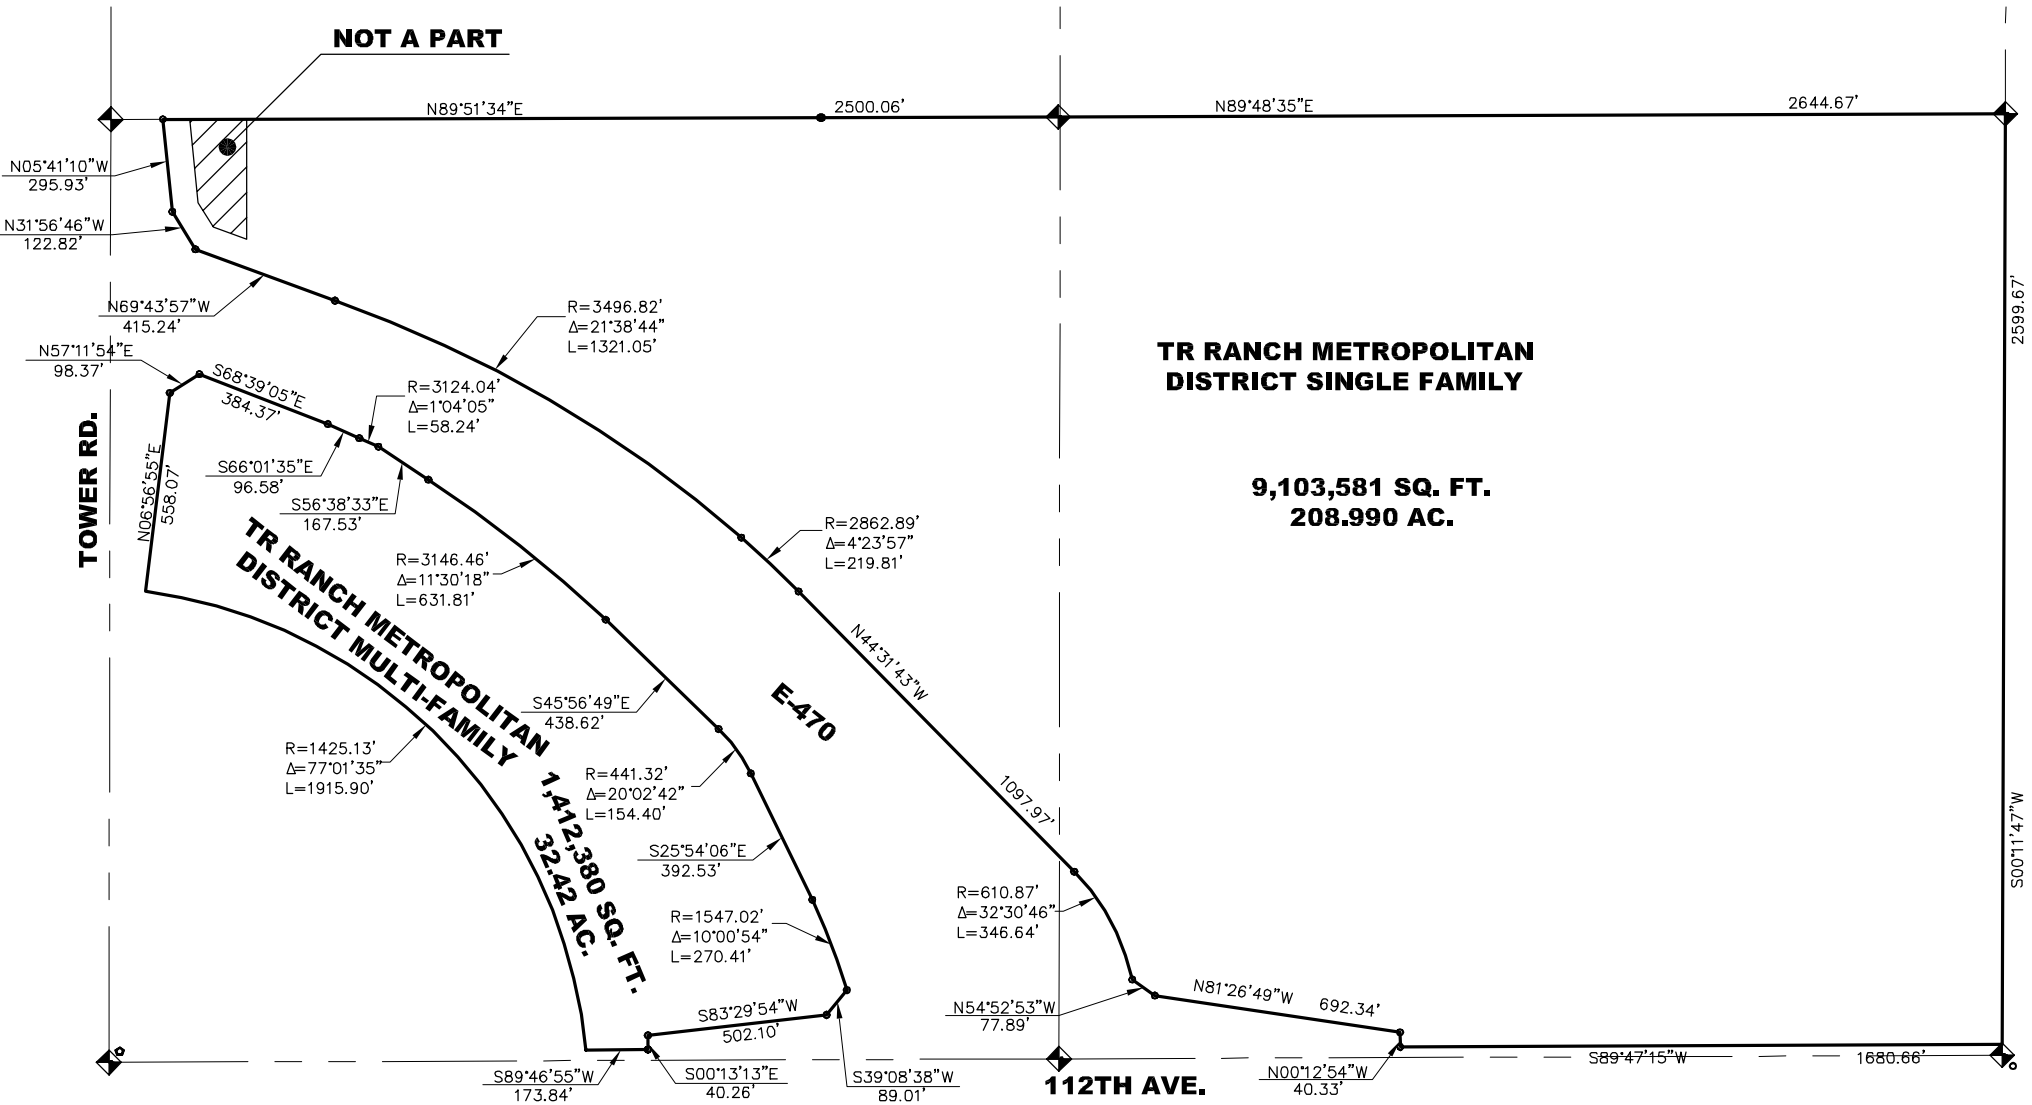 NOT A PART
N89°51'34"E
2500.06'
N89°48'35"E
2644.67'
N05°41'10"W
295.93'
N31°56'46"W
122.82'
N69°43'57"W
415.24'
R=3496.82'
Δ=21°38'44"
L=1321.05'
2599.67'
N57°11'54"E
98.37'
S68°39'05"E
384.37'
R=3124.04'
Δ=1°04'05"
L=58.24'
TR RANCH METROPOLITAN
DISTRICT SINGLE FAMILY
9,103,581 SQ. FT.
208.990 AC.
TOWER RD.
N06°56'55"E
558.07'
S66°01'35"E
96.58'
S56°38'33"E
167.53'
R=3146.46'
Δ=11°30'18"
L=631.81'
R=2862.89'
Δ=4°23'57"
L=219.81'
TR RANCH METROPOLITAN
DISTRICT MULTI-FAMILY
1,412,380 SQ. FT.
32.42 AC.
N44°31'43"W
1097.97'
E-470
S45°56'49"E
438.62'
R=1425.13'
Δ=77°01'35"
L=1915.90'
R=441.32'
Δ=20°02'42"
L=154.40'
S25°54'06"E
392.53'
R=1547.02'
Δ=10°00'54"
L=270.41'
R=610.87'
Δ=32°30'46"
L=346.64'
S00°11'47"W
N54°52'53"W
77.89'
N81°26'49"W
692.34'
S83°29'54"W
502.10'
S89°46'55"W
173.84'
S00°13'13"E
40.26'
S39°08'38"W
89.01'
112TH AVE.
N00°12'54"W
40.33'
S89°47'15"W
1680.66'